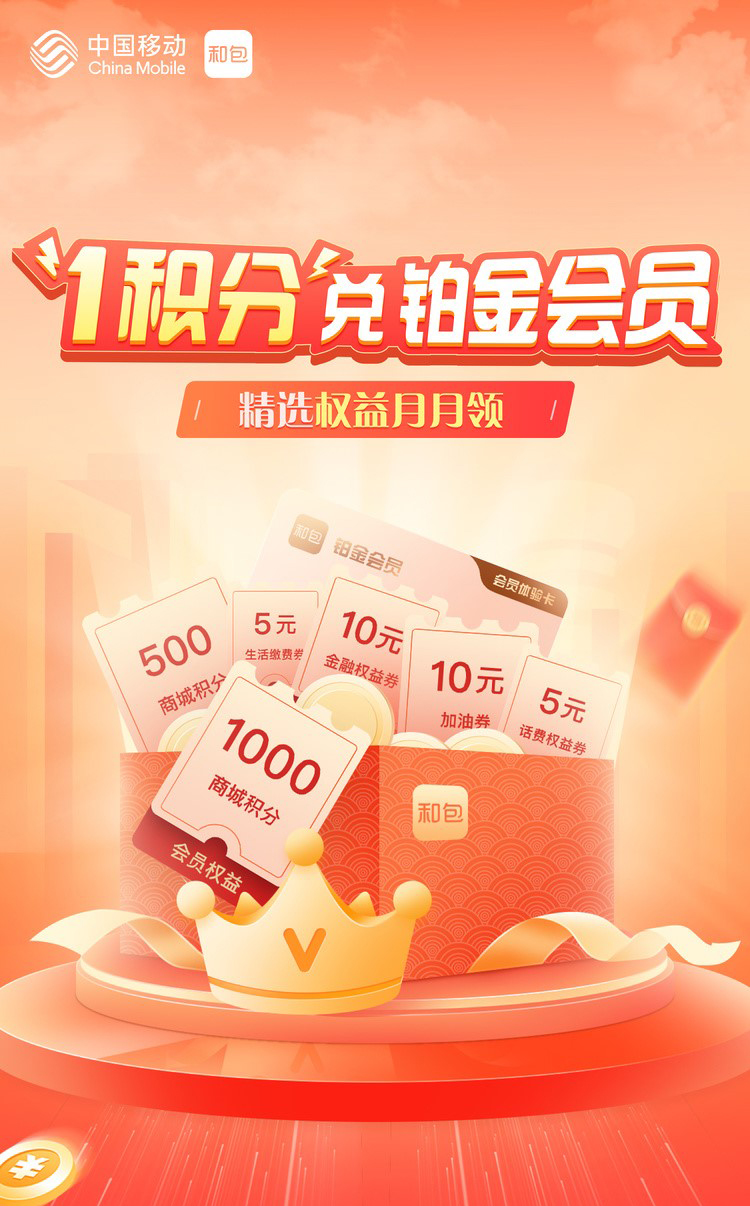 中国移动
China Mobile
和包
1积分兑铂金会员
精选权益月月领
和包 铂金会员
会员体验卡
500
商城积分
5元
生活缴费券
10元
金融权益券
10元
加油券
5元
话费权益券
1000
商城积分
会员权益
和包
V
¥